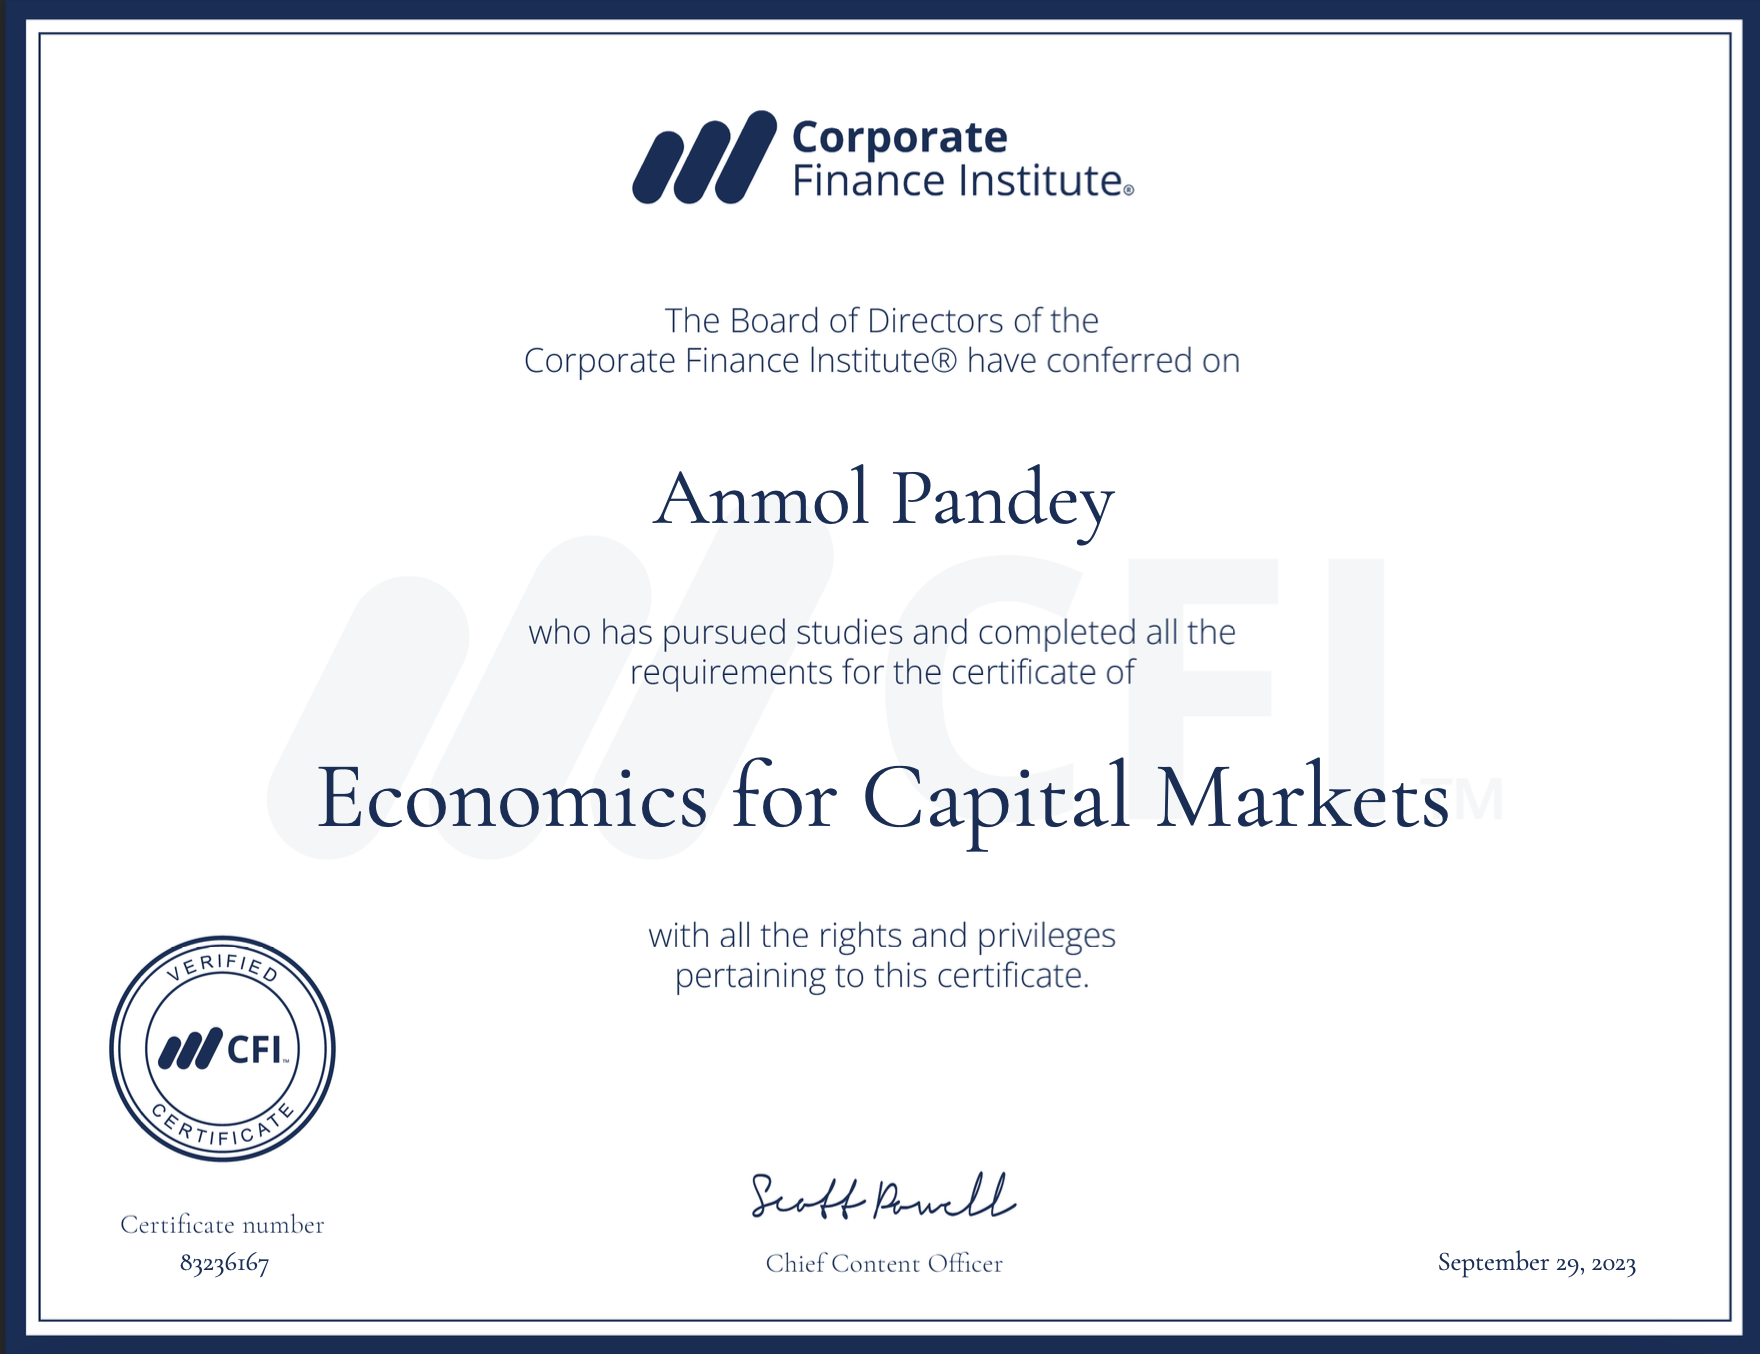 Corporate
Finance Institute®
The Board of Directors of the
Corporate Finance Institute® have conferred on
Anmol Pandey
who has pursued studies and completed all the
requirements for the certificate of
CFI™
Economics for Capital Markets
with all the rights and privileges
pertaining to this certificate.
VERIFIED
CFI™
CERTIFICATE
Scott Powell
Certificate number
83236167
Chief Content Officer
September 29, 2023